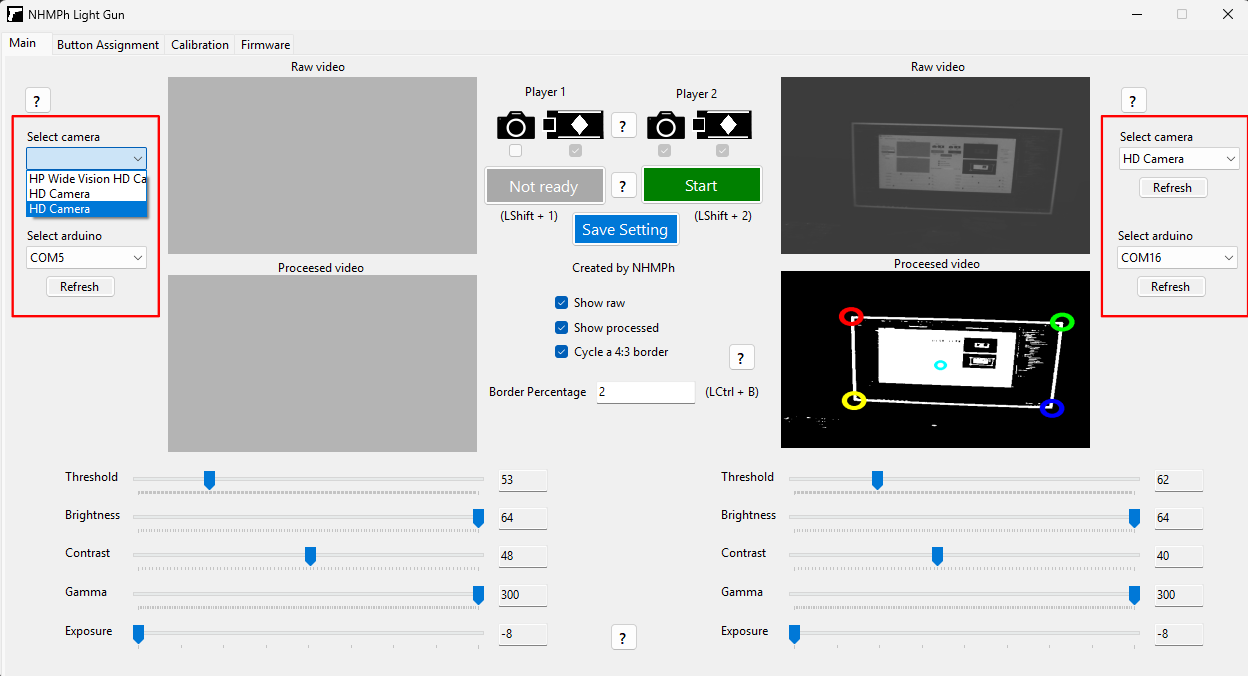 NHMPh Light Gun
Main Button Assignment Calibration Firmware
Raw video
Raw video
?
Player 1
Player 2
?
?
Select camera
HP Wide Vision HD Ca
HD Camera
HD Camera
Select arduino
COM5
Refresh
Not ready
?
Start
(LShift + 1)
(LShift + 2)
Save Setting
Select camera
HD Camera
Refresh
Select arduino
COM16
Refresh
Proceesed video
Created by NHMPh
Proceesed video
Show raw
Show processed
Cycle a 4:3 border
?
Border Percentage 2 (LCtrl + B)
Threshold 53
Brightness 64
Contrast 48
Gamma 300
Exposure -8
?
Threshold 62
Brightness 64
Contrast 40
Gamma 300
Exposure -8